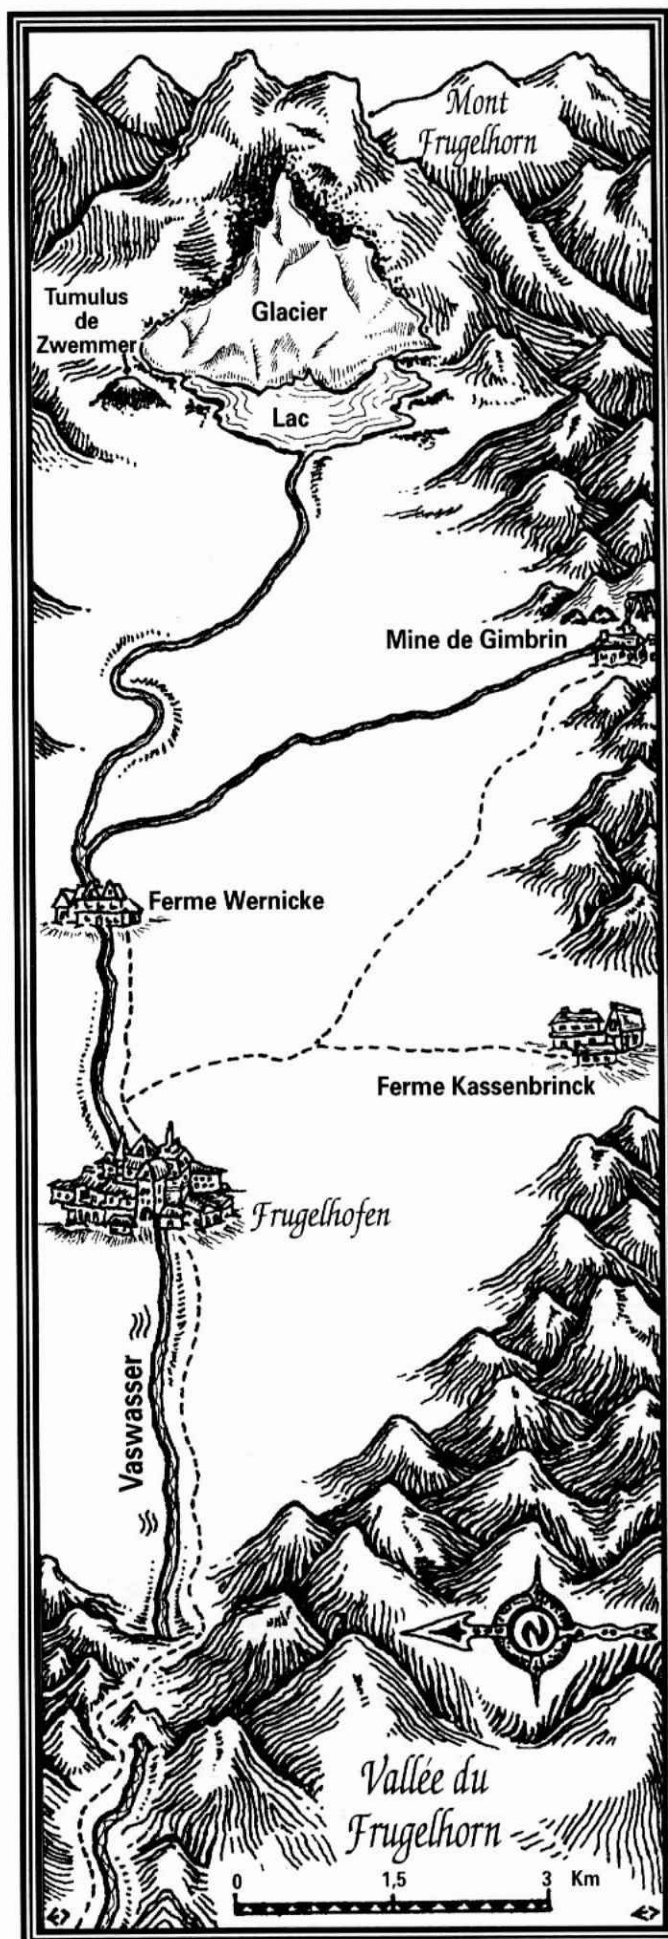 Mont
Frugelhorn
Tumulus
de
Zwemmer
Glacier
Lac
Mine de Gimbrin
Ferme Wernicke
Ferme Kassenbrinck
Frugelhofen
Vaswasser
N
Vallée du
Frugelhorn
0 1,5 3 Km